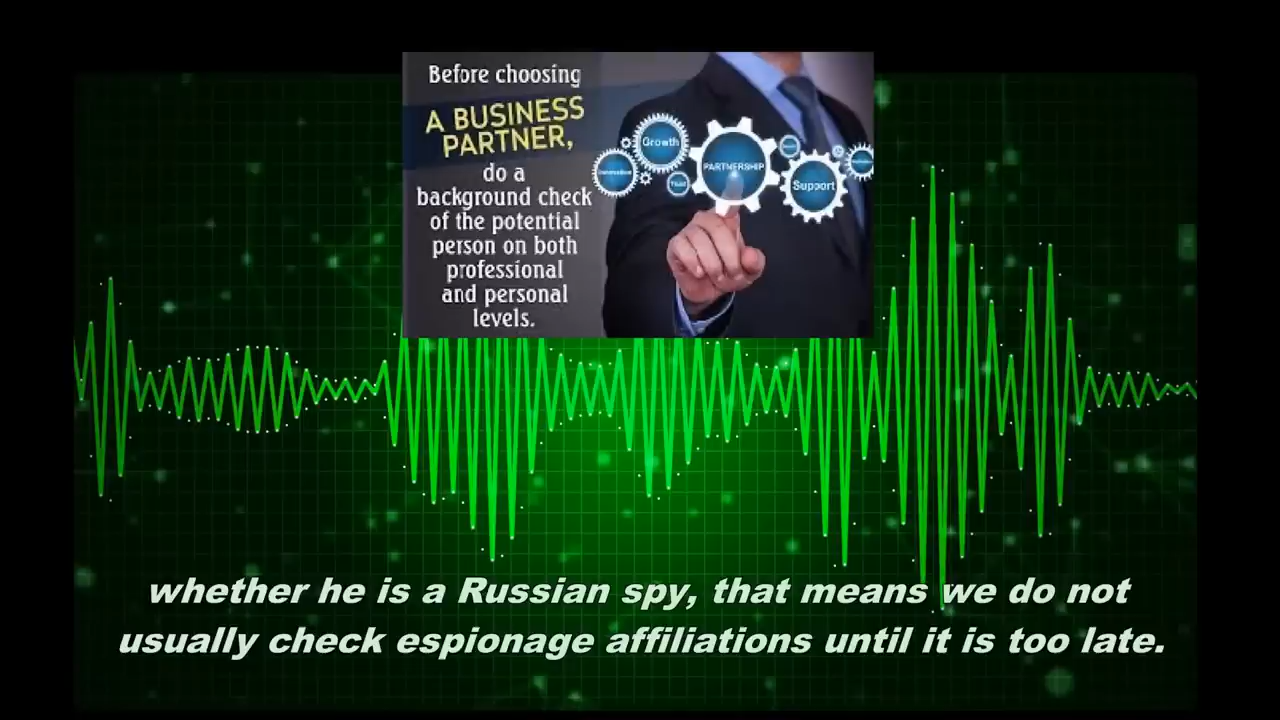 Before choosing
A BUSINESS
PARTNER,
do a
background check
of the potential
person on both
professional
and personal
levels.
Growth
PARTNERSHIP
Support
Trust
whether he is a Russian spy, that means we do not
usually check espionage affiliations until it is too late.